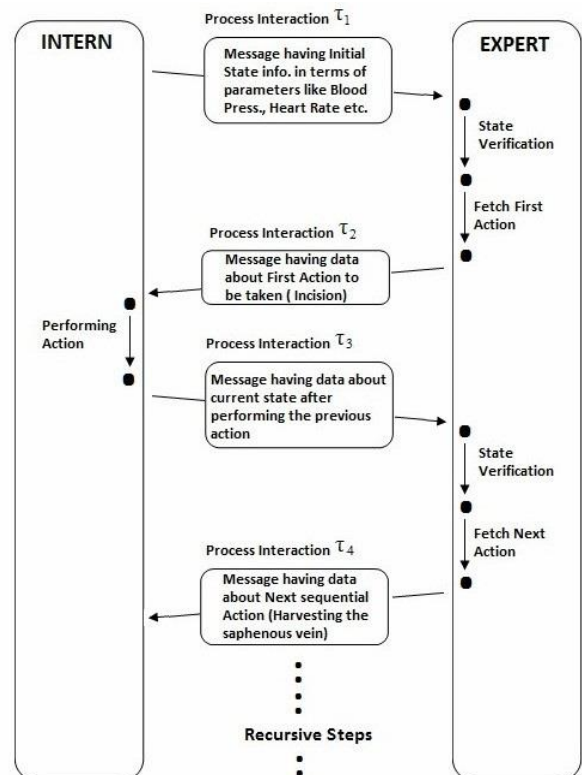 Process Interaction τ1
INTERN
EXPERT
Message having Initial
State info. in terms of
parameters like Blood
Press., Heart Rate etc.
State
Verification
Fetch First
Action
Process Interaction τ2
Message having data
about First Action to
be taken ( Incision)
Performing
Action
Process Interaction τ3
Message having data about
current state after
performing the previous
action
State
Verification
Fetch Next
Action
Process Interaction τ4
Message having data
about Next sequential
Action (Harvesting the
saphenous vein)
Recursive Steps